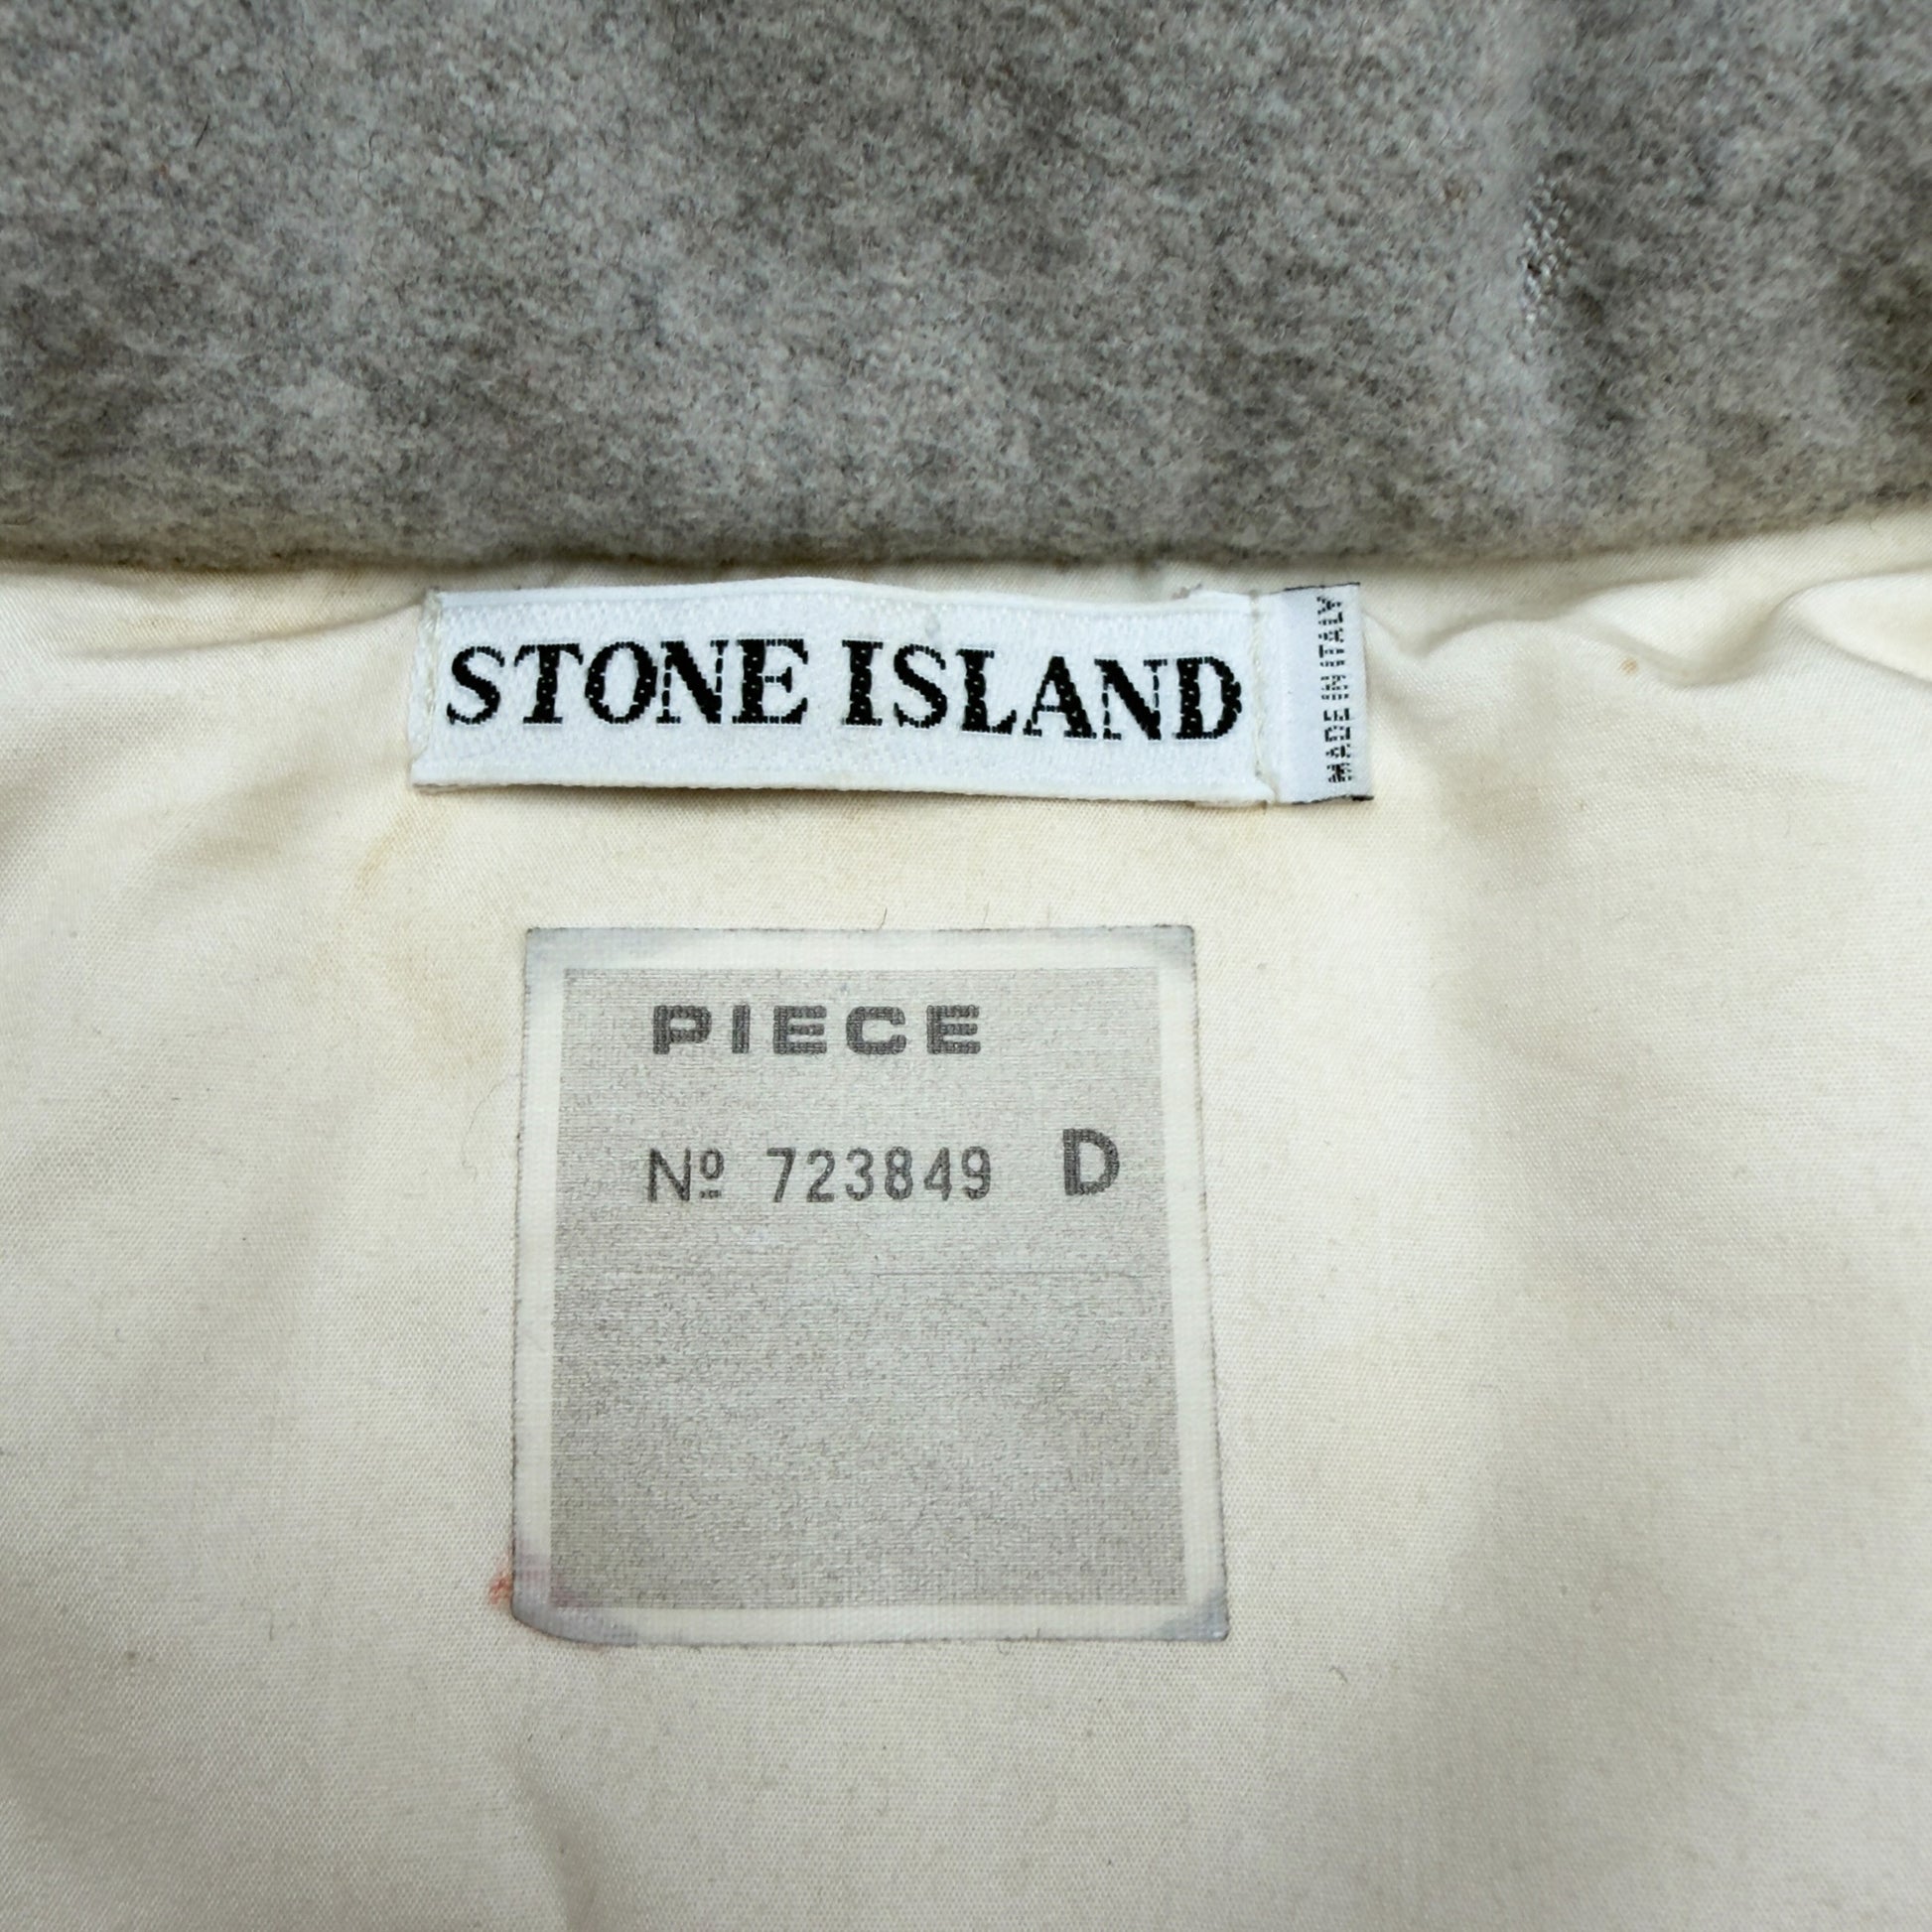 STONE ISLAND
MADE IN ITALY
PIECE
Nº 723849 D